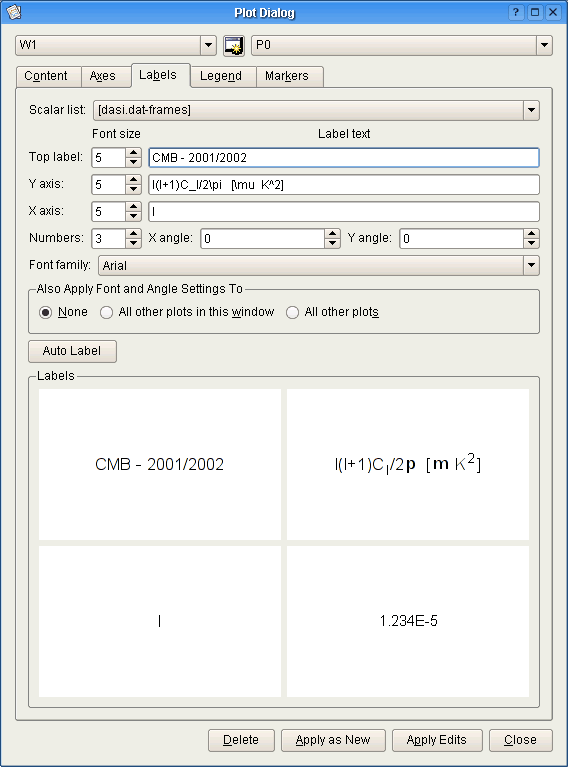 Plot Dialog
W1 P0
Content Axes Labels Legend Markers
Scalar list: [dasi.dat-frames]
Font size Label text
Top label: 5 CMB - 2001/2002
Y axis: 5 l(l+1)C_l/2\pi [\mu K^2]
X axis: 5 l
Numbers: 3 X angle: 0 Y angle: 0
Font family: Arial
Also Apply Font and Angle Settings To
None All other plots in this window All other plots
Auto Label
Labels
CMB - 2001/2002 l(l+1)C_l/2p [m K^2]
l 1.234E-5
Delete Apply as New Apply Edits Close